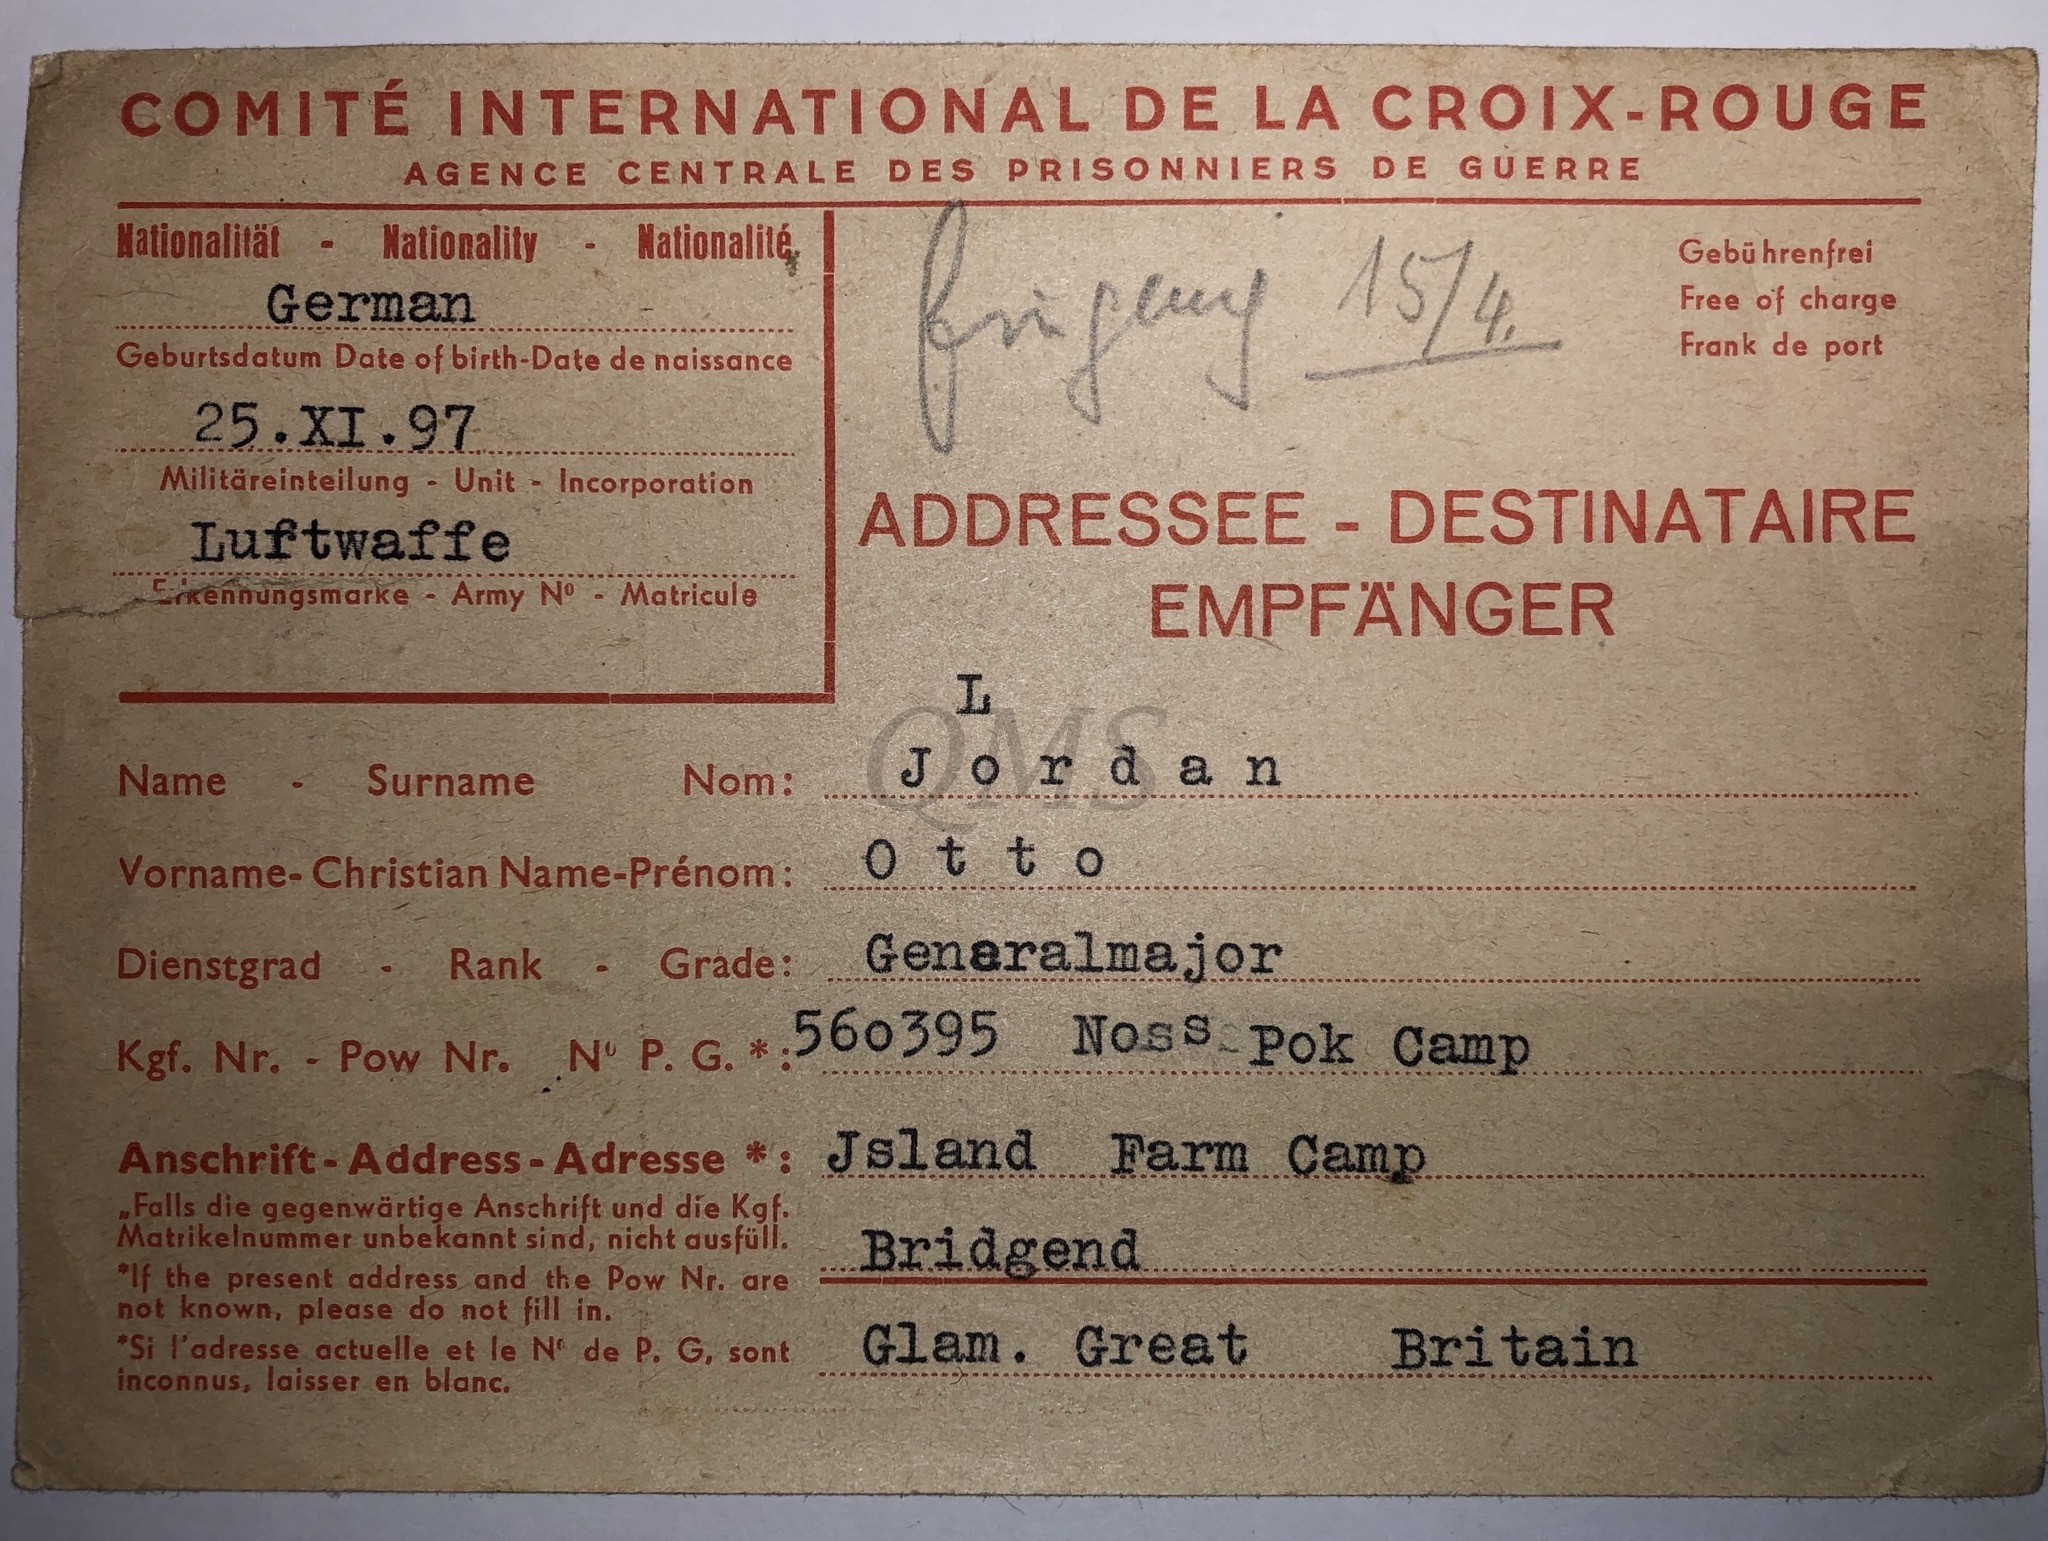 COMITÉ INTERNATIONAL DE LA CROIX-ROUGE
AGENCE CENTRALE DES PRISONNIERS DE GUERRE
Nationalität - Nationality - Nationalité
German
Geburtsdatum Date of birth-Date de naissance
25.XI.97
Militäreinteilung - Unit - Incorporation
Luftwaffe
Erkennungsmarke - Army Nº - Matricule
15/4.
Gebührenfrei
Free of charge
Frank de port
ADDRESSEE - DESTINATAIRE
EMPFÄNGER
L
QMS
Name - Surname Nom: Jordan
Vorname- Christian Name-Prénom: Otto
Dienstgrad - Rank - Grade: Generalmajor
Kgf. Nr. - Pow Nr. Nº P. G. *: 560395 Noss Pok Camp
Anschrift - Address - Adresse *: Jsland Farm Camp
„Falls die gegenwärtige Anschrift und die Kgf.
Matrikelnummer unbekannt sind, nicht ausfüll.
Bridgend
*If the present address and the Pow Nr. are
not known, please do not fill in.
*Si l'adresse actuelle et le Nº de P. G, sont
inconnus, laisser en blanc.
Glam. Great Britain